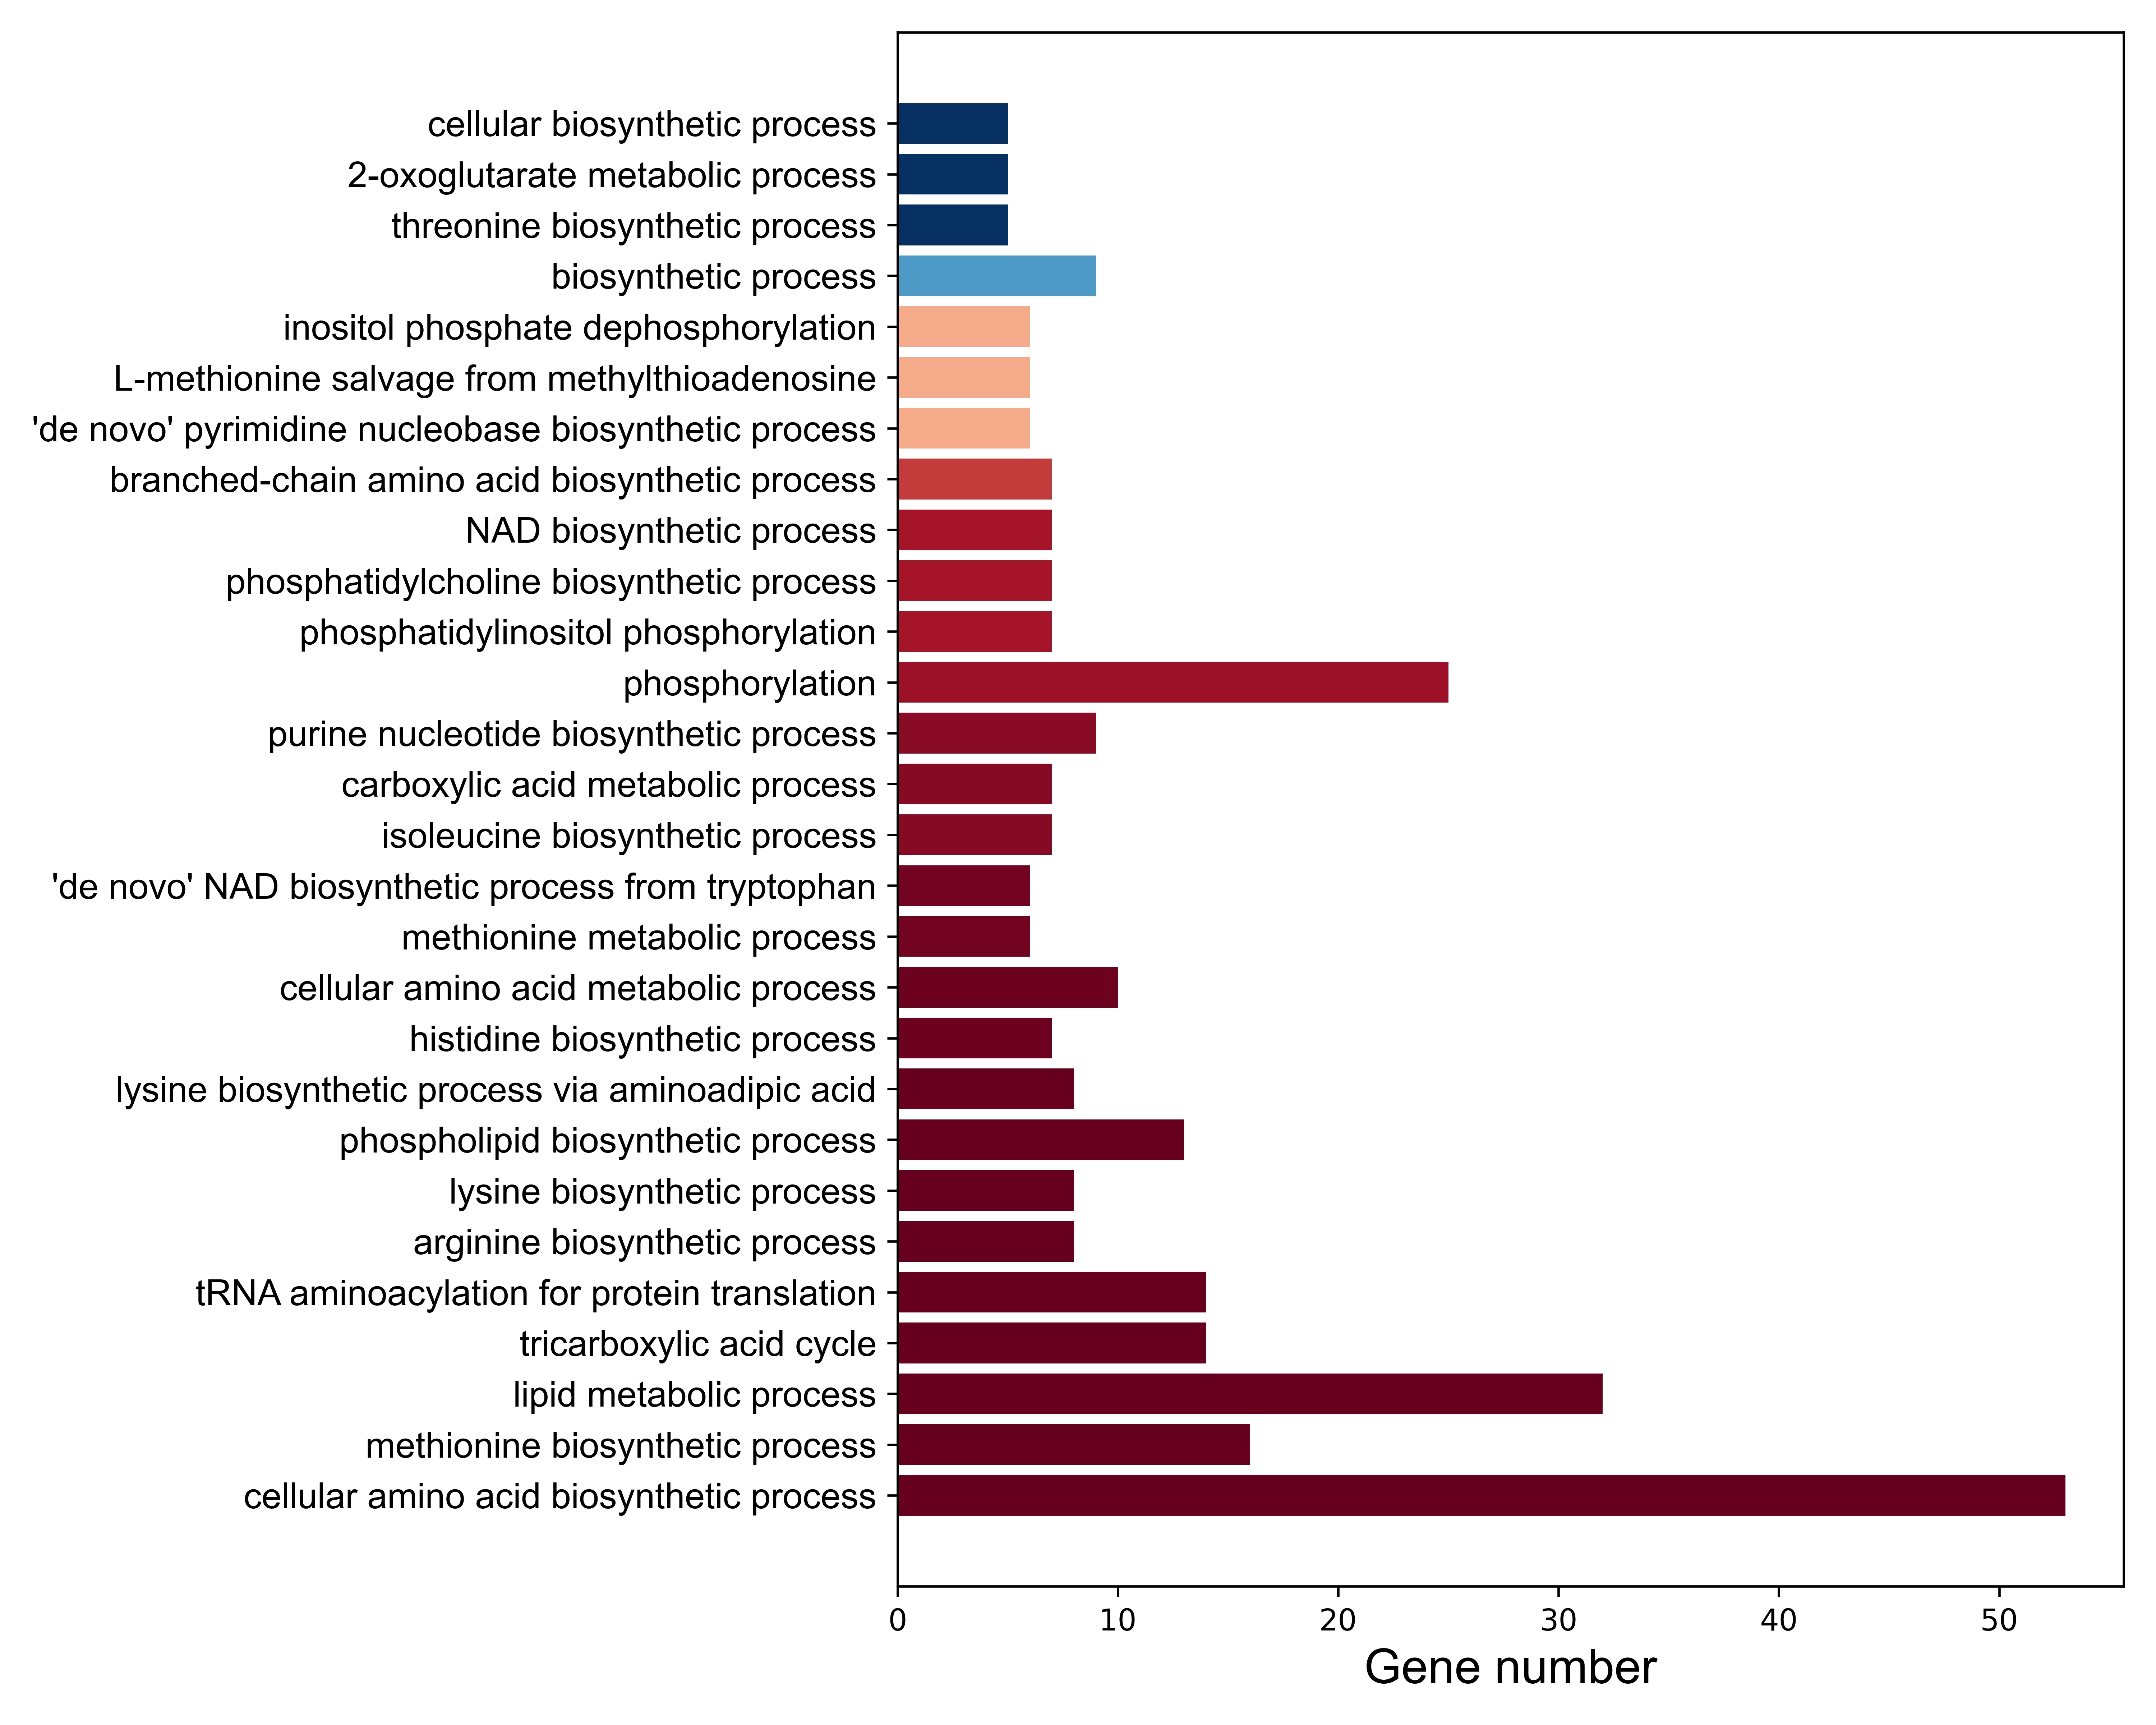 cellular biosynthetic process
2-oxoglutarate metabolic process
threonine biosynthetic process
biosynthetic process
inositol phosphate dephosphorylation
L-methionine salvage from methylthioadenosine
'de novo' pyrimidine nucleobase biosynthetic process
branched-chain amino acid biosynthetic process
NAD biosynthetic process
phosphatidylcholine biosynthetic process
phosphatidylinositol phosphorylation
phosphorylation
purine nucleotide biosynthetic process
carboxylic acid metabolic process
isoleucine biosynthetic process
'de novo' NAD biosynthetic process from tryptophan
methionine metabolic process
cellular amino acid metabolic process
histidine biosynthetic process
lysine biosynthetic process via aminoadipic acid
phospholipid biosynthetic process
lysine biosynthetic process
arginine biosynthetic process
tRNA aminoacylation for protein translation
tricarboxylic acid cycle
lipid metabolic process
methionine biosynthetic process
cellular amino acid biosynthetic process
0 10 20 30 40 50
Gene number